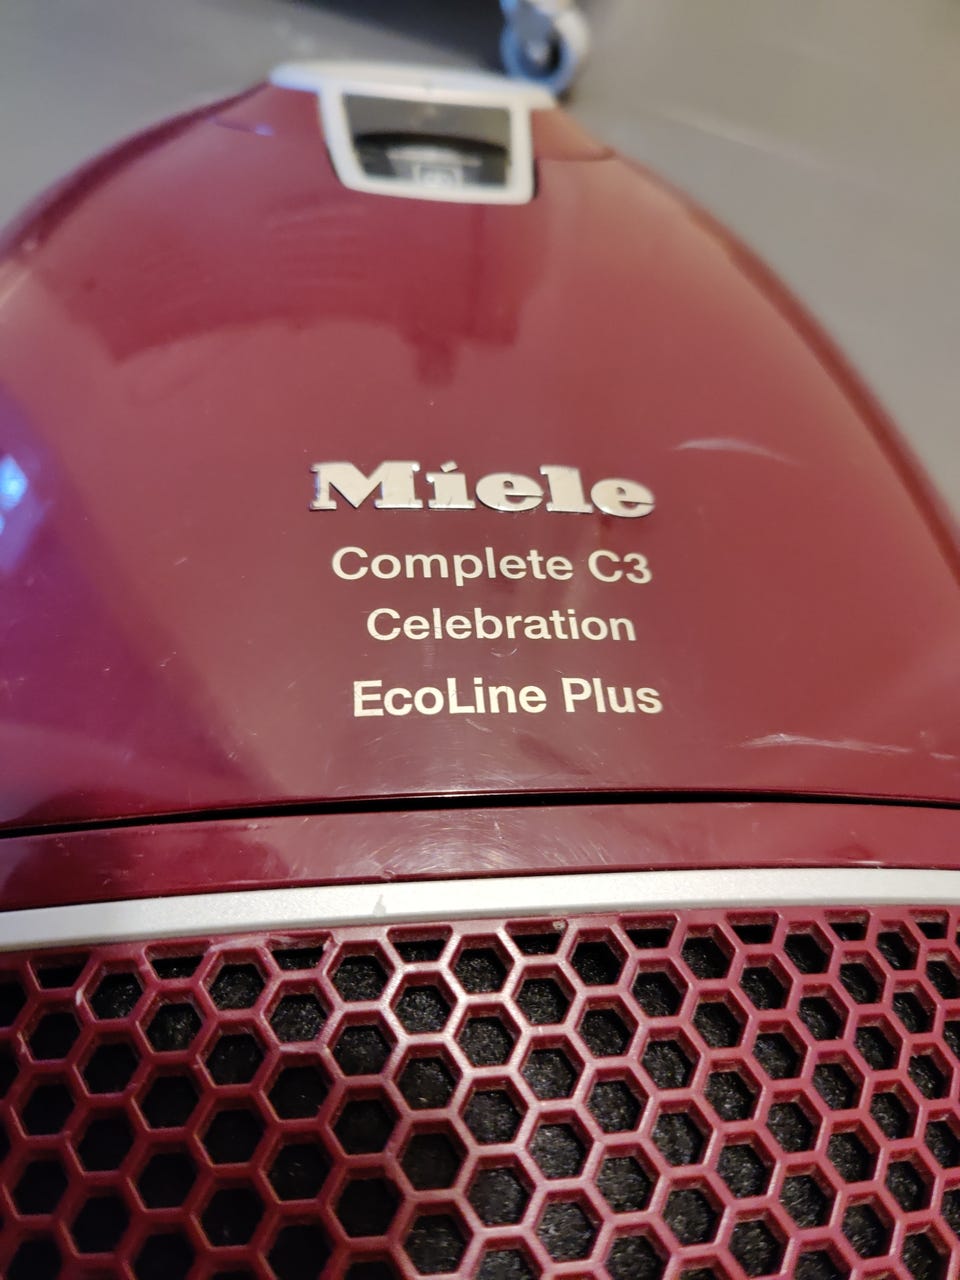 Miele
Complete C3
Celebration
EcoLine Plus